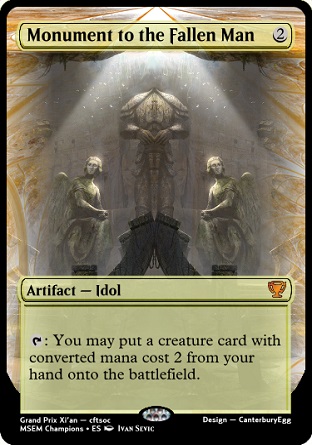 Monument to the Fallen Man 2
Artifact — Idol
: You may put a creature card with
converted mana cost 2 from your
hand onto the battlefield.
Grand Prix Xi'an — cftsoc
Design — CanterburyEgg
MSEM Champions • ES Ivan Sevic